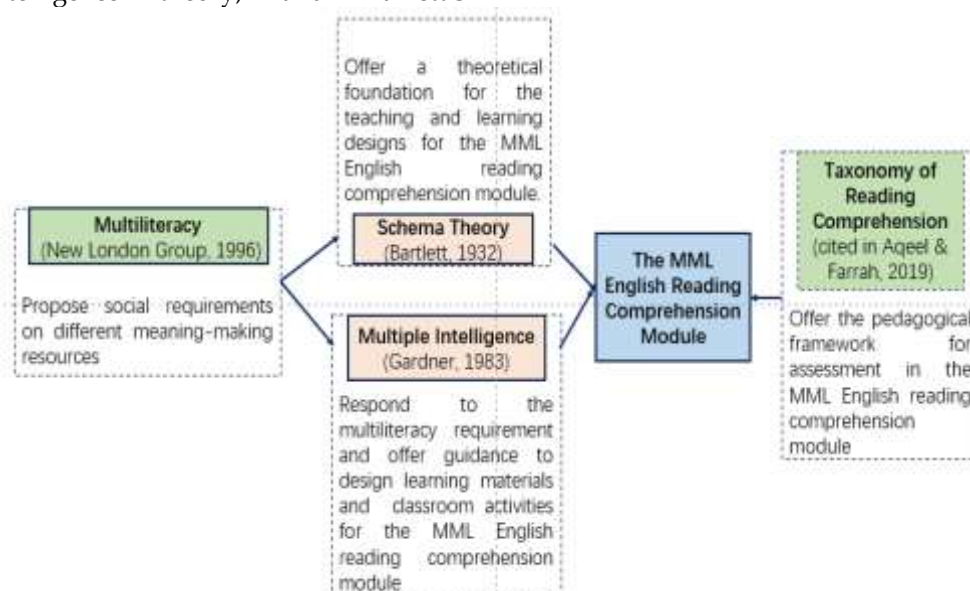 Offer a theoretical
foundation for the
teaching and learning
designs for the MML
English reading
comprehension module.
Schema Theory
(Bartlett, 1932)
Multiliteracy
(New London Group, 1996)
Propose social requirements
on different meaning-making
resources
Multiple Intelligence
(Gardner, 1983)
Respond to the
multiliteracy requirement
and offer guidance to
design learning materials
and classroom activities
for the MML English
reading comprehension
module
The MML
English Reading
Comprehension
Module
Taxonomy of
Reading
Comprehension
(cited in Aqeel &
Farrah, 2019)
Offer the pedagogical
framework for
assessment in the
MML English reading
comprehension
module